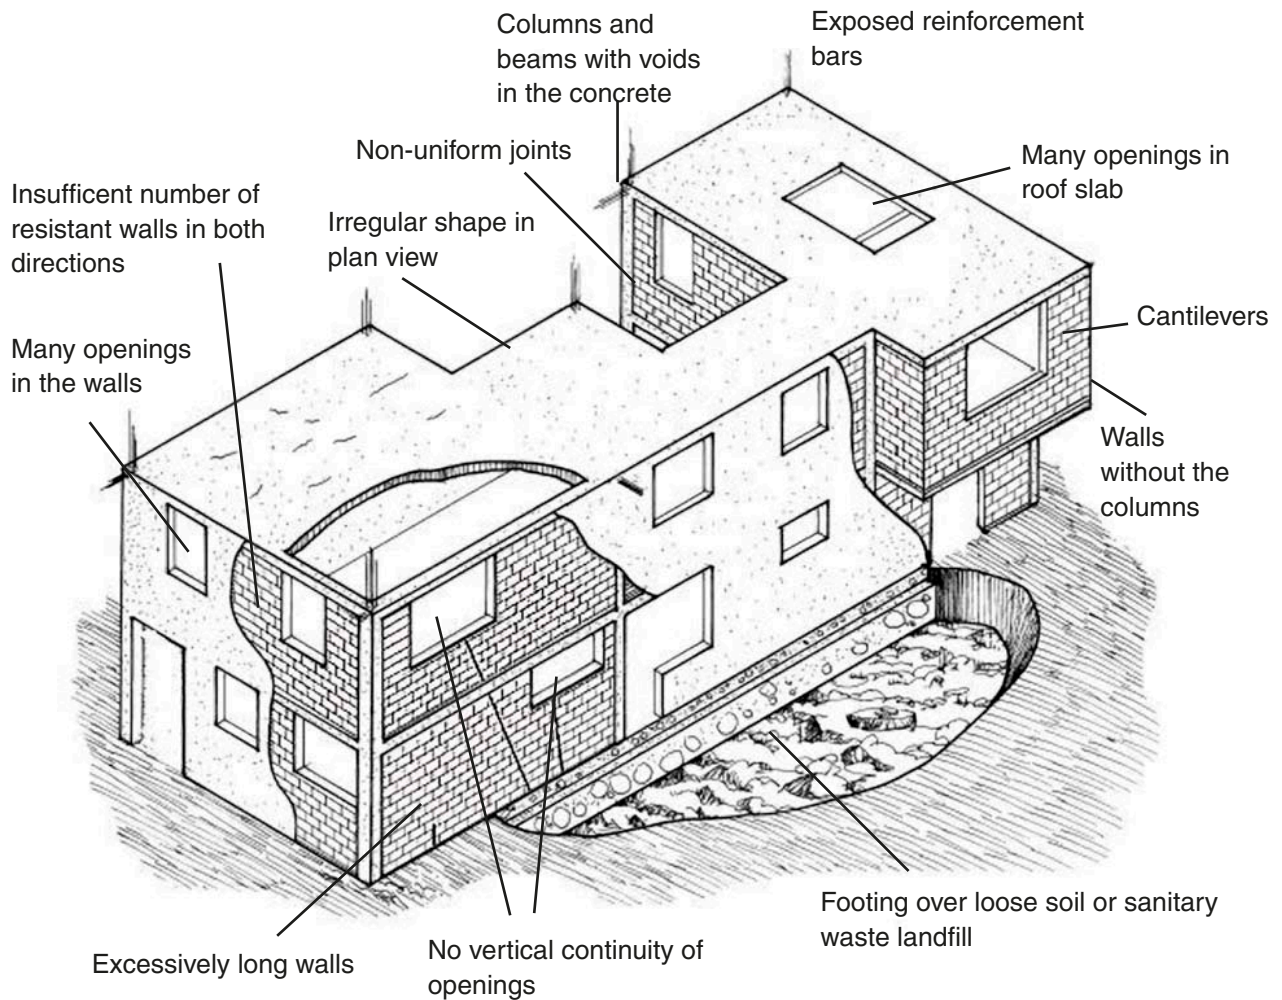 Columns and
beams with voids
in the concrete
Exposed reinforcement
bars
Non-uniform joints
Many openings in
roof slab
Insufficent number of
resistant walls in both
directions
Irregular shape in
plan view
Cantilevers
Many openings
in the walls
Walls
without the
columns
Footing over loose soil or sanitary
waste landfill
No vertical continuity of
openings
Excessively long walls